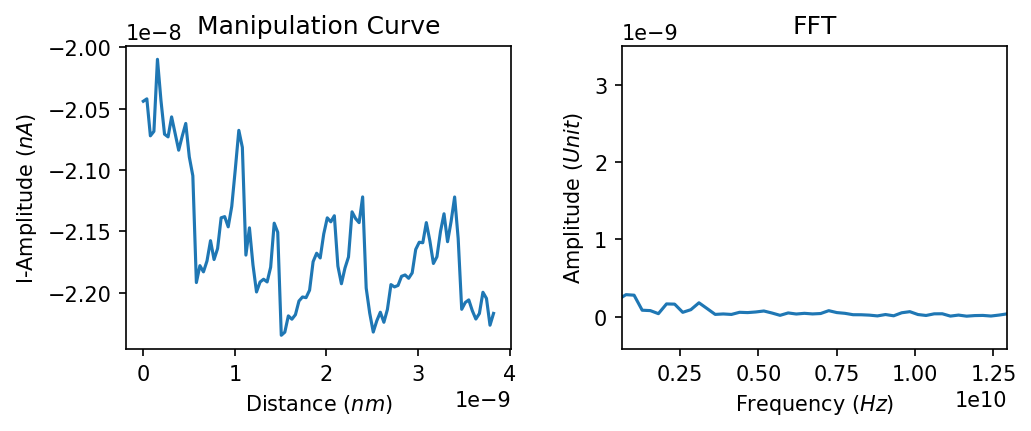 Manipulation Curve
1e−8
−2.00
−2.05
−2.10
−2.15
−2.20
I-Amplitude (nA)
0
1
2
3
4
1e−9
Distance (nm)
FFT
1e−9
3
2
1
0
Amplitude (Unit)
0.25
0.50
0.75
1.00
1.25
1e10
Frequency (Hz)